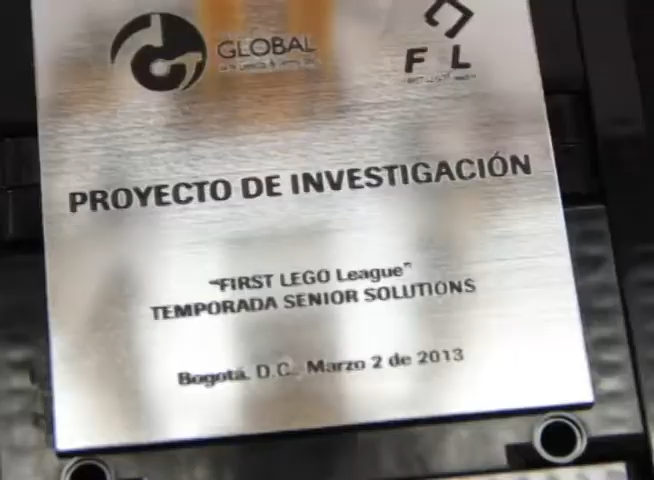 GLOBAL
F L
PROYECTO DE INVESTIGACIÓN
"FIRST LEGO League"
TEMPORADA SENIOR SOLUTIONS
Bogotá. D.C., Marzo 2 de 2013